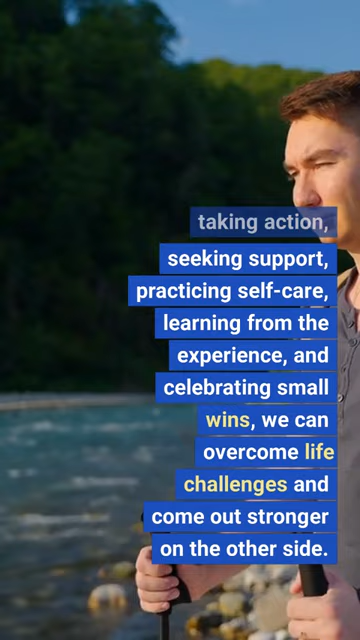 taking action,
seeking support,
practicing self-care,
learning from the
experience, and
celebrating small
wins, we can
overcome life
challenges and
come out stronger
on the other side.